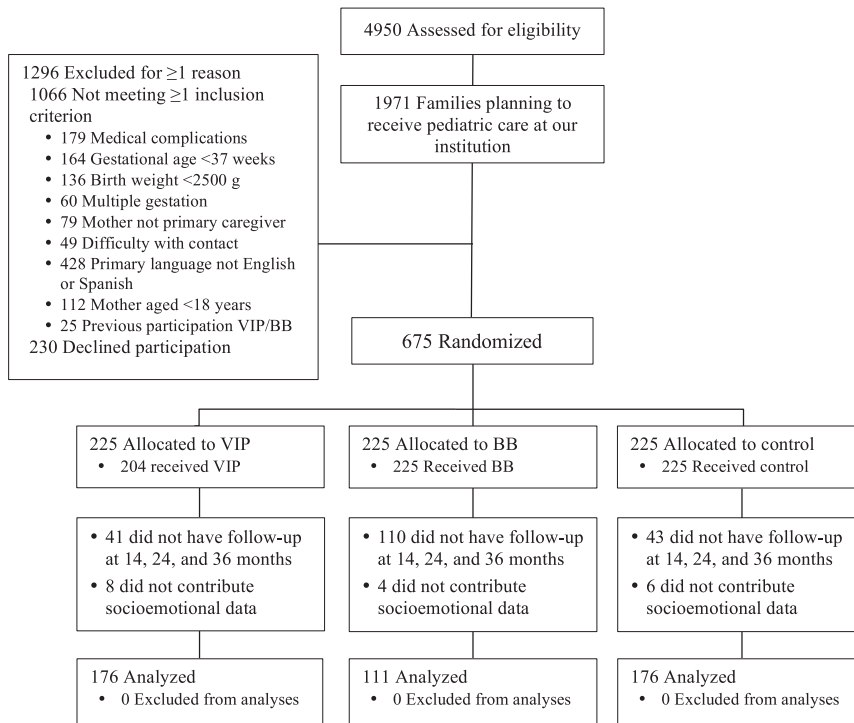 4950 Assessed for eligibility
1296 Excluded for ≥1 reason
1066 Not meeting ≥1 inclusion
criterion
• 179 Medical complications
• 164 Gestational age <37 weeks
• 136 Birth weight <2500 g
• 60 Multiple gestation
• 79 Mother not primary caregiver
• 49 Difficulty with contact
• 428 Primary language not English
or Spanish
• 112 Mother aged <18 years
• 25 Previous participation VIP/BB
230 Declined participation
1971 Families planning to
receive pediatric care at our
institution
675 Randomized
225 Allocated to VIP
• 204 received VIP
225 Allocated to BB
• 225 Received BB
225 Allocated to control
• 225 Received control
• 41 did not have follow-up
at 14, 24, and 36 months
• 8 did not contribute
socioemotional data
• 110 did not have follow-up
at 14, 24, and 36 months
• 4 did not contribute
socioemotional data
• 43 did not have follow-up
at 14, 24, and 36 months
• 6 did not contribute
socioemotional data
176 Analyzed
• 0 Excluded from analyses
111 Analyzed
• 0 Excluded from analyses
176 Analyzed
• 0 Excluded from analyses